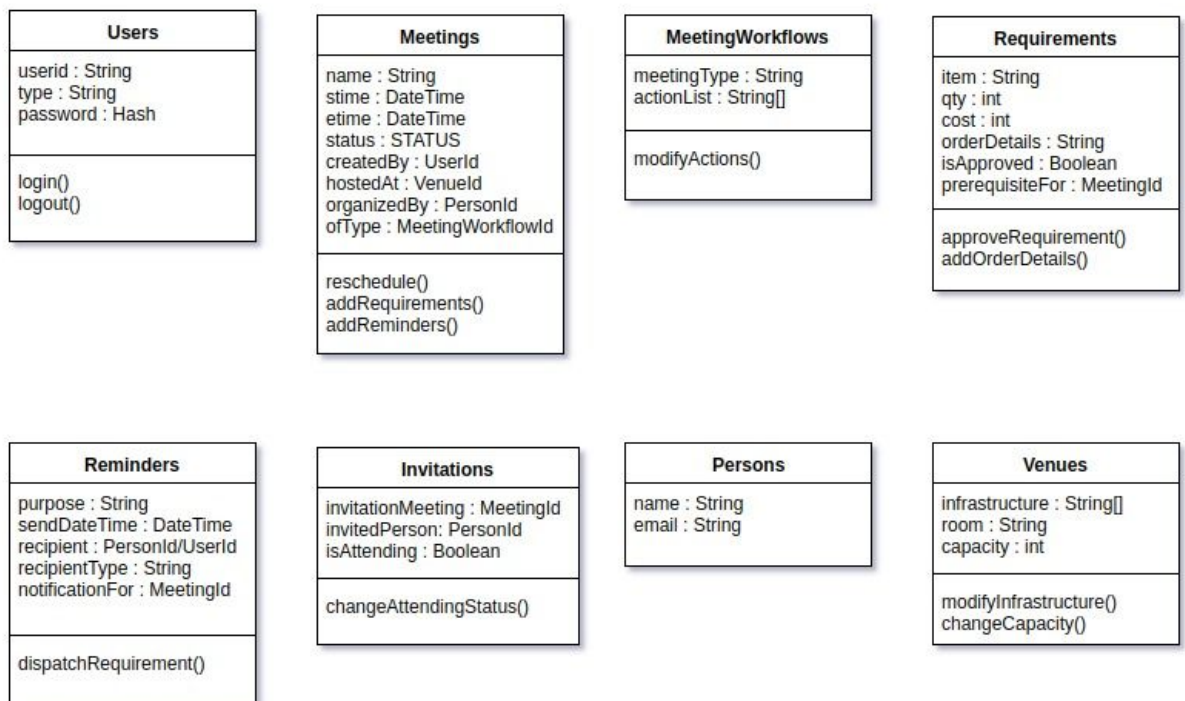 Users
userid : String
type : String
password : Hash
login()
logout()
Meetings
name : String
stime : DateTime
etime : DateTime
status : STATUS
createdBy : UserId
hostedAt : VenueId
organizedBy : PersonId
ofType : MeetingWorkflowId
reschedule()
addRequirements()
addReminders()
MeetingWorkflows
meetingType : String
actionList : String[]
modifyActions()
Requirements
item : String
qty : int
cost : int
orderDetails : String
isApproved : Boolean
prerequisiteFor : MeetingId
approveRequirement()
addOrderDetails()
Reminders
purpose : String
sendDateTime : DateTime
recipient : PersonId/UserId
recipientType : String
notificationFor : MeetingId
dispatchRequirement()
Invitations
invitationMeeting : MeetingId
invitedPerson: PersonId
isAttending : Boolean
changeAttendingStatus()
Persons
name : String
email : String
Venues
infrastructure : String[]
room : String
capacity : int
modifyInfrastructure()
changeCapacity()